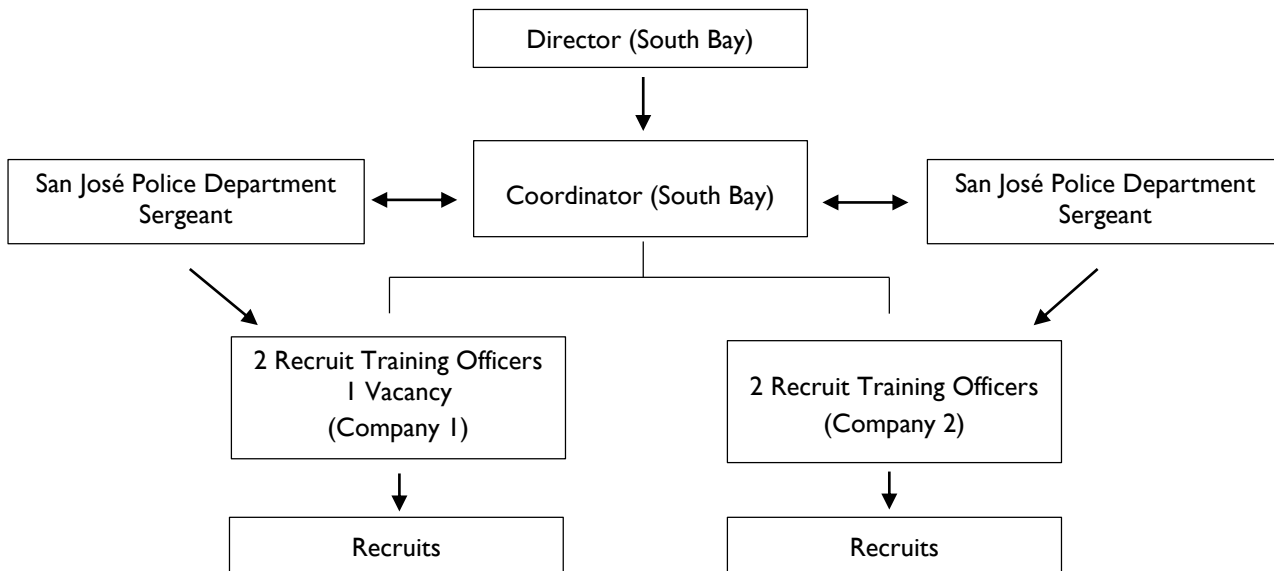 Director (South Bay)
San José Police Department
Sergeant
Coordinator (South Bay)
San José Police Department
Sergeant
2 Recruit Training Officers
1 Vacancy
(Company 1)
2 Recruit Training Officers
(Company 2)
Recruits
Recruits